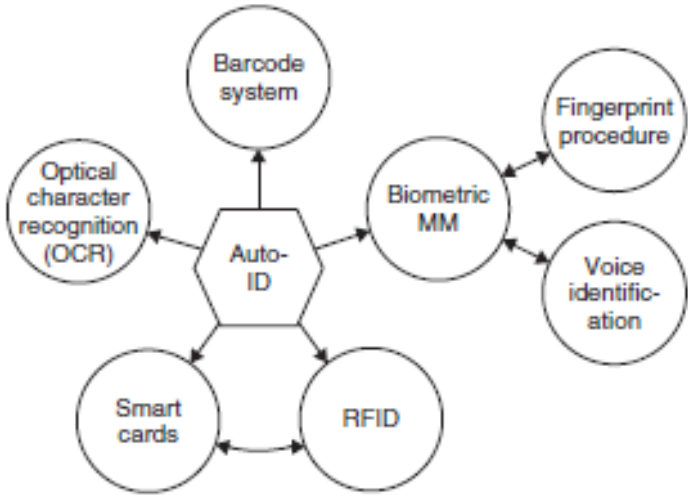 Barcode
system
Fingerprint
procedure
Optical
character
recognition
(OCR)
Biometric
MM
Auto-
ID
Voice
identific-
ation
Smart
cards
RFID